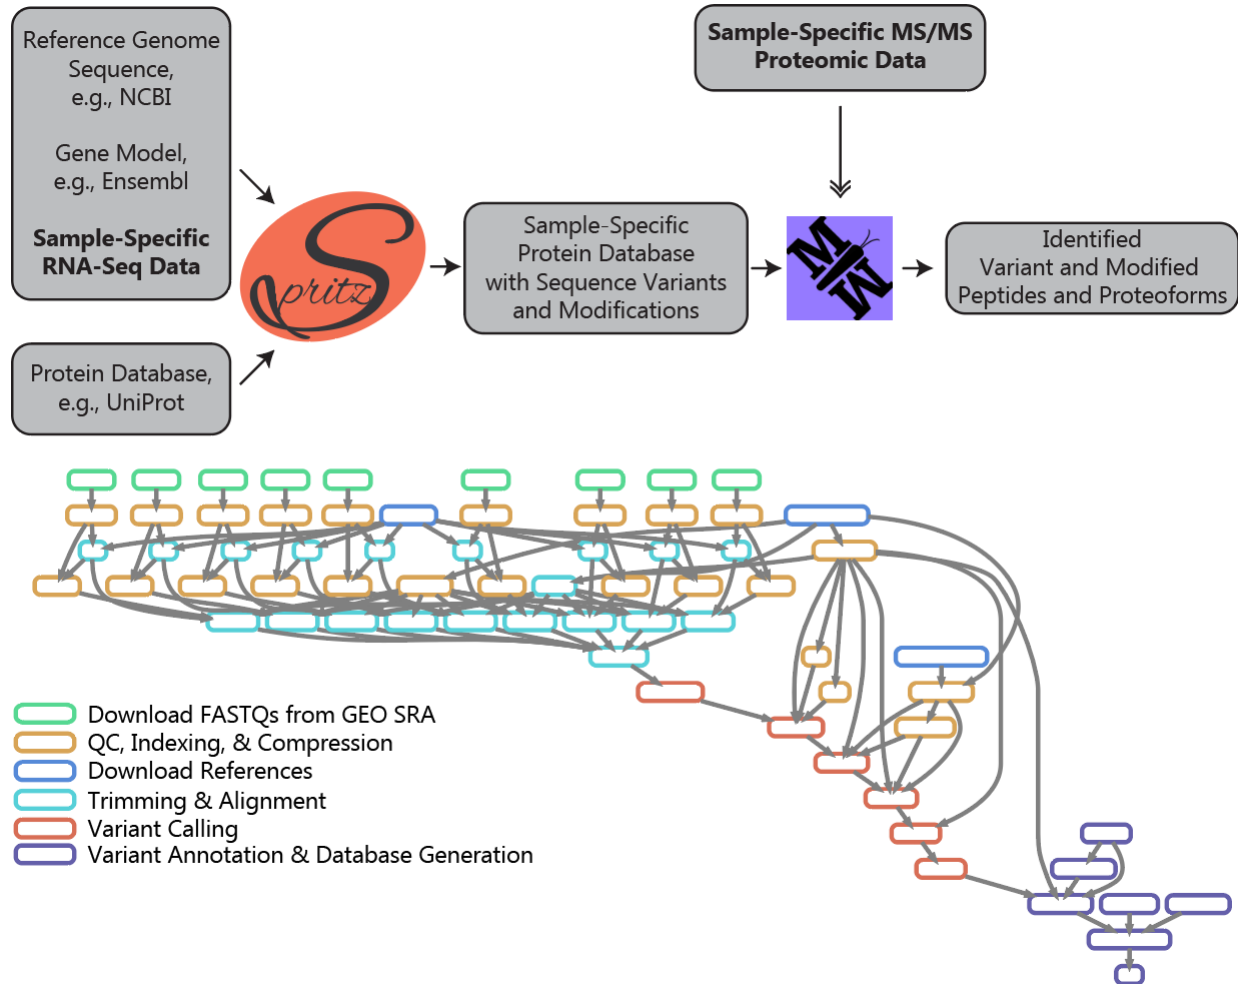 Reference Genome
Sequence,
e.g., NCBI
Gene Model,
e.g., Ensembl
Sample-Specific
RNA-Seq Data
Protein Database,
e.g., UniProt
Spritz
Sample-Specific
Protein Database
with Sequence Variants
and Modifications
Sample-Specific MS/MS
Proteomic Data
MM
Identified
Variant and Modified
Peptides and Proteoforms
Download FASTQs from GEO SRA
QC, Indexing, & Compression
Download References
Trimming & Alignment
Variant Calling
Variant Annotation & Database Generation